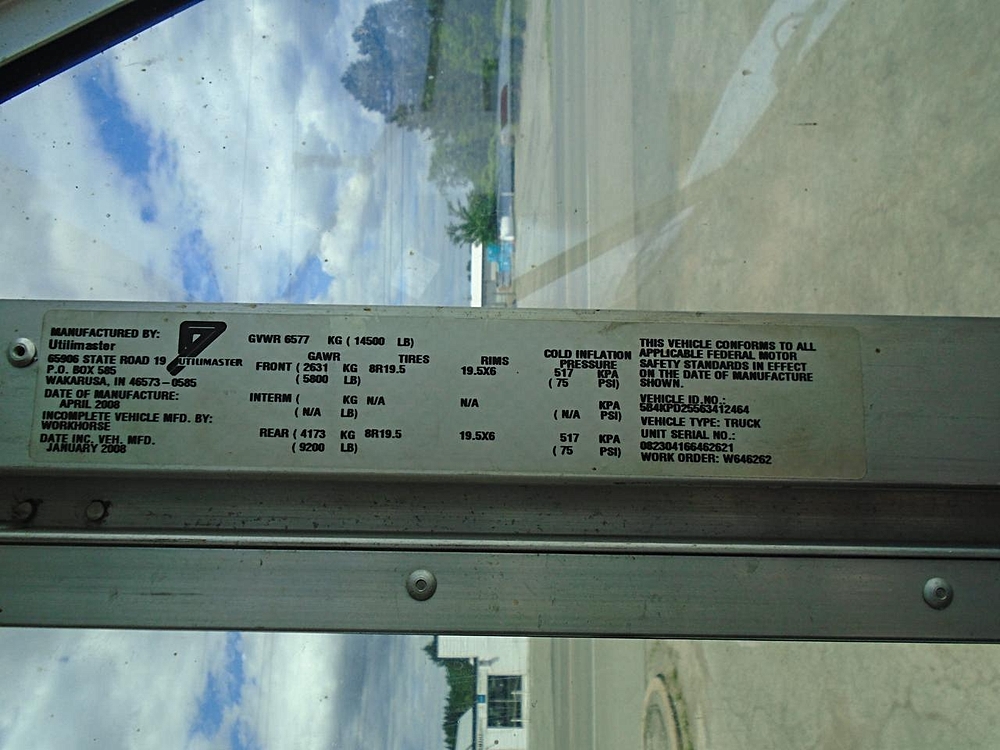 MANUFACTURED BY:
Utilimaster
65906 STATE ROAD 19
P.O. BOX 585
WAKARUSA, IN 46573-0585
DATE OF MANUFACTURE:
APRIL 2008
INCOMPLETE VEHICLE MFD. BY:
WORKHORSE
DATE INC. VEH. MFD.
JANUARY 2008
UTILIMASTER
GVWR 6577 KG ( 14500 LB)
GAWR TIRES RIMS COLD INFLATION PRESSURE
FRONT ( 2631 KG 8R19.5 19.5X6 517 KPA
( 5800 LB) ( 75 PSI)
INTERM ( KG N/A N/A KPA
( N/A LB) ( N/A PSI)
REAR ( 4173 KG 8R19.5 19.5X6 517 KPA
( 9200 LB) ( 75 PSI)
THIS VEHICLE CONFORMS TO ALL
APPLICABLE FEDERAL MOTOR
SAFETY STANDARDS IN EFFECT
ON THE DATE OF MANUFACTURE
SHOWN.
VEHICLE ID.NO.:
5B4KPD25563412464
VEHICLE TYPE: TRUCK
UNIT SERIAL NO.:
082304166462621
WORK ORDER: W646262